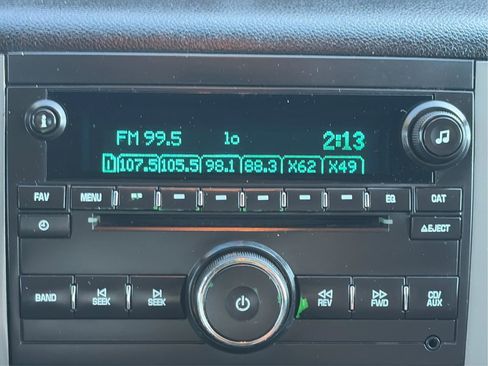 FM 99.5 lo 2:13
1 107.5 105.5 98.1 88.3 X62 X49
FAV MENU EQ CAT
EJECT
BAND SEEK SEEK REV FWD CD/AUX